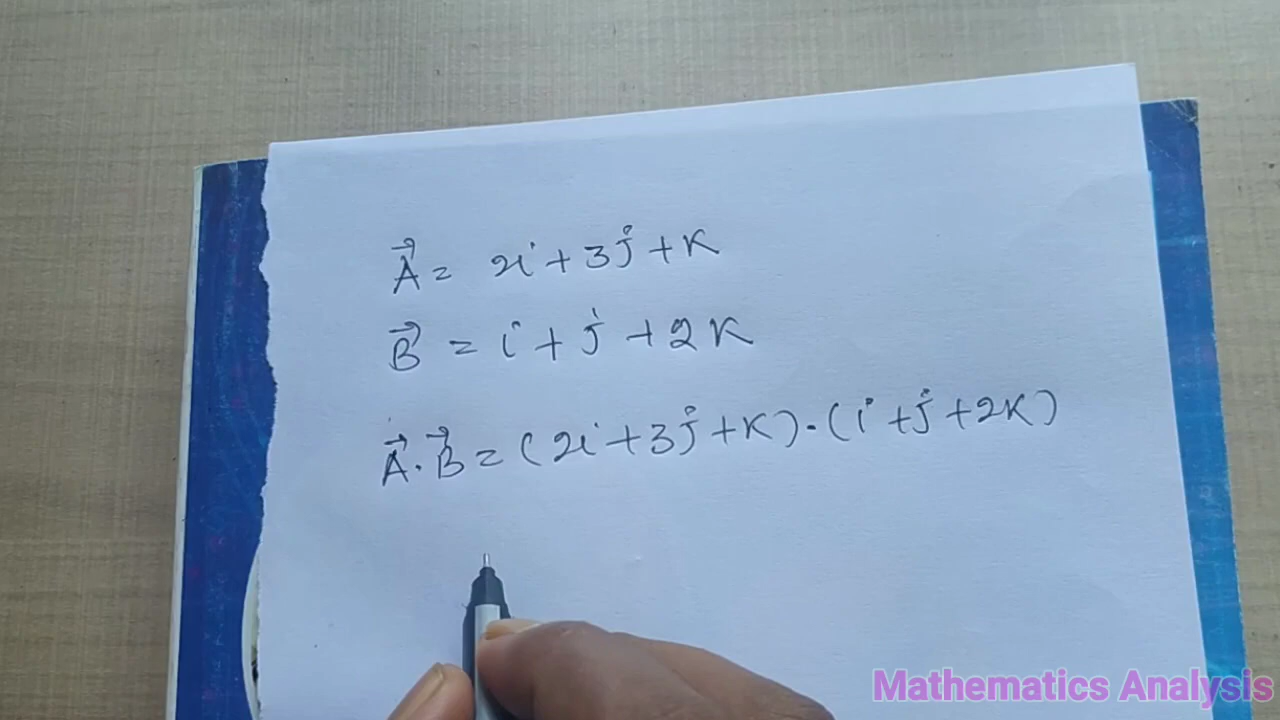 A⃗ = 2i + 3j + k
B⃗ = i + j + 2k
A⃗ . B⃗ = (2i + 3j + k) . (i + j + 2k)
Mathematics Analysis